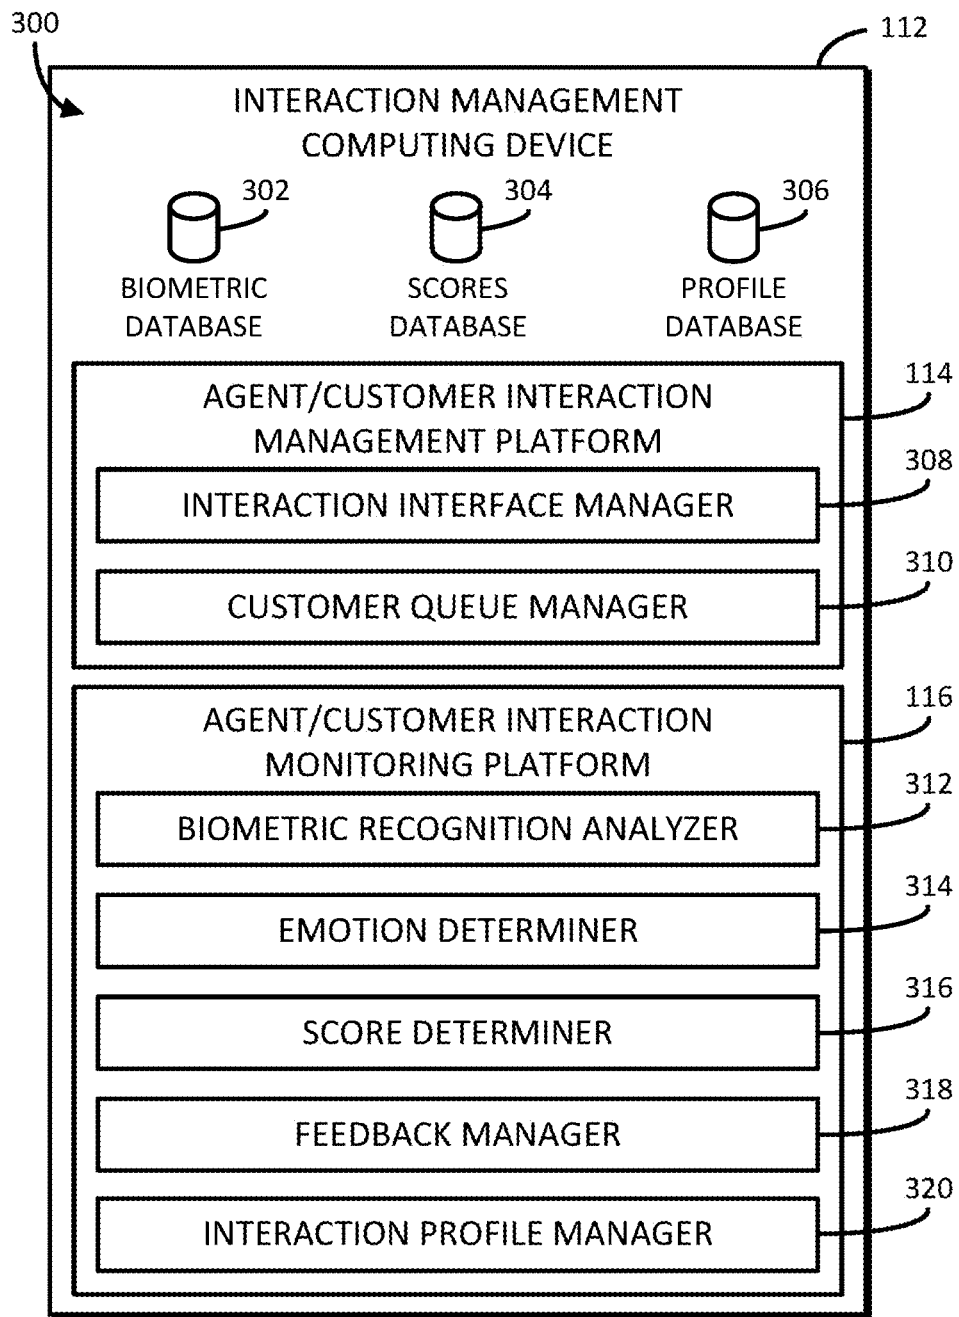 300
112
INTERACTION MANAGEMENT
COMPUTING DEVICE
302
304
306
BIOMETRIC
DATABASE
SCORES
DATABASE
PROFILE
DATABASE
114
AGENT/CUSTOMER INTERACTION
MANAGEMENT PLATFORM
308
INTERACTION INTERFACE MANAGER
310
CUSTOMER QUEUE MANAGER
116
AGENT/CUSTOMER INTERACTION
MONITORING PLATFORM
312
BIOMETRIC RECOGNITION ANALYZER
314
EMOTION DETERMINER
316
SCORE DETERMINER
318
FEEDBACK MANAGER
320
INTERACTION PROFILE MANAGER